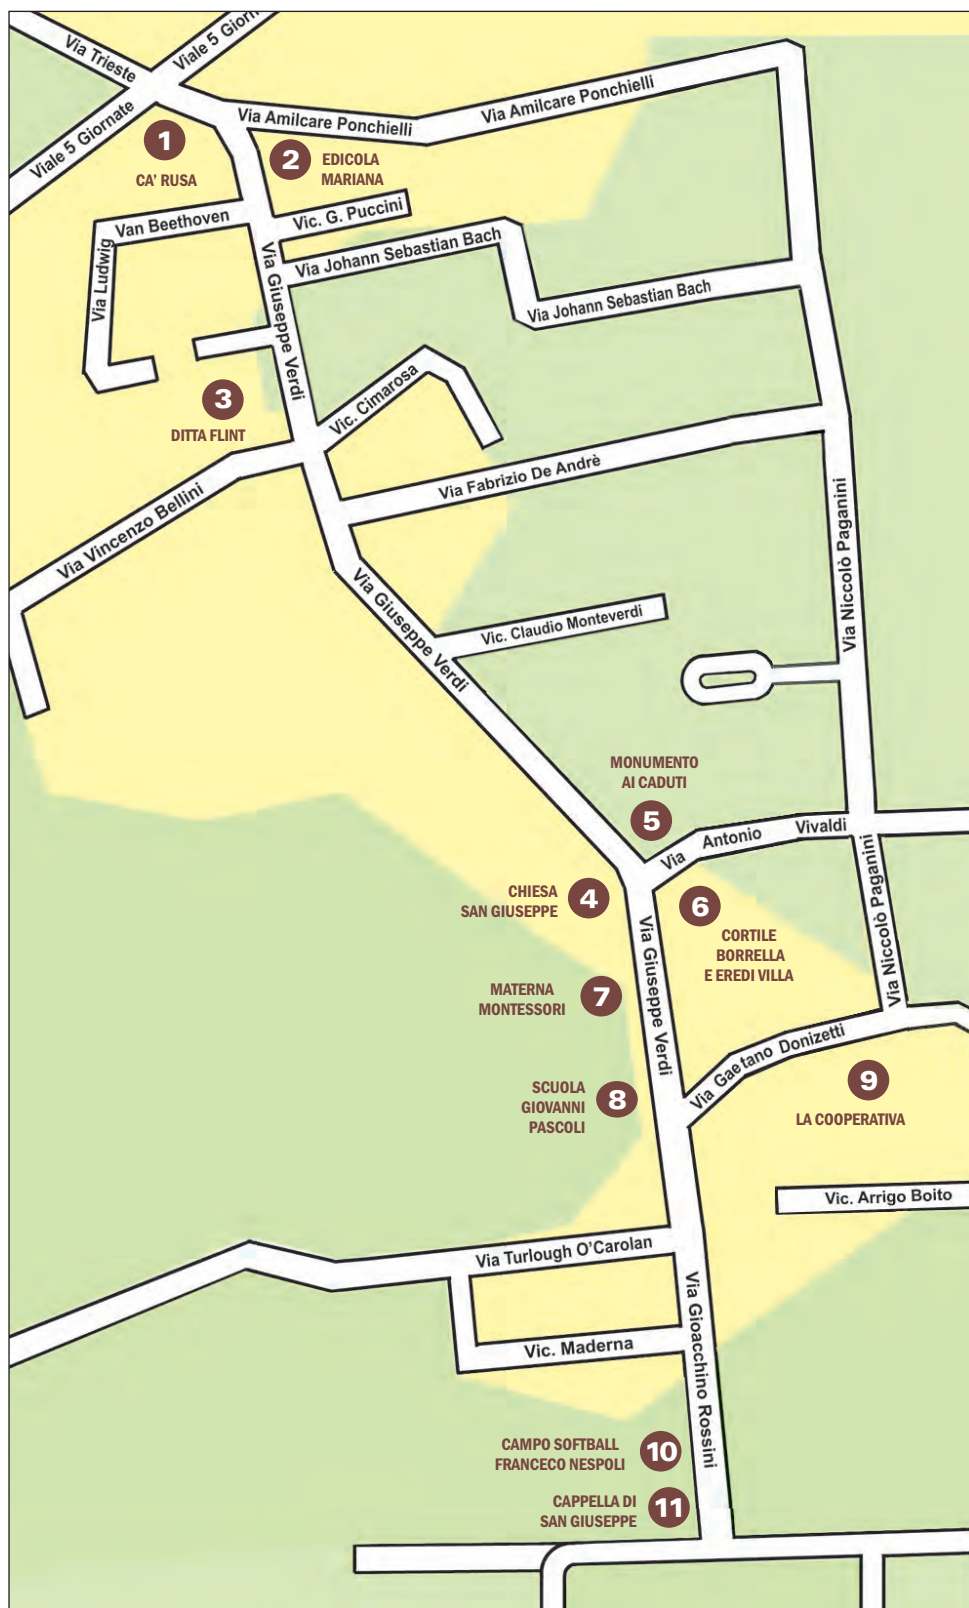 Via Trieste
Viale 5 Giorn
Viale 5 Giornate
Via Amilcare Ponchielli
Via Amilcare Ponchielli
1
CA' RUSA
2
EDICOLA
MARIANA
Van Beethoven
Via Ludwig
Vic. G. Puccini
Via Giuseppe Verdi
Via Johann Sebastian Bach
Via Johann Sebastian Bach
3
DITTA FLINT
Vic. Cimarosa
Via Fabrizio De Andrè
Via Vincenzo Bellini
Via Niccolò Paganini
Via Giuseppe Verdi
Vic. Claudio Monteverdi
MONUMENTO
AI CADUTI
5
Via Antonio Vivaldi
CHIESA
SAN GIUSEPPE
4
6
CORTILE
BORRELLA
E EREDI VILLA
Via Giuseppe Verdi
Via Niccolò Paganini
MATERNA
MONTESSORI
7
Via Gaetano Donizetti
SCUOLA
GIOVANNI
PASCOLI
8
9
LA COOPERATIVA
Vic. Arrigo Boito
Via Turlough O'Carolan
Vic. Maderna
Via Gioacchino Rossini
CAMPO SOFTBALL
FRANCECO NESPOLI
10
CAPPELLA DI
SAN GIUSEPPE
11